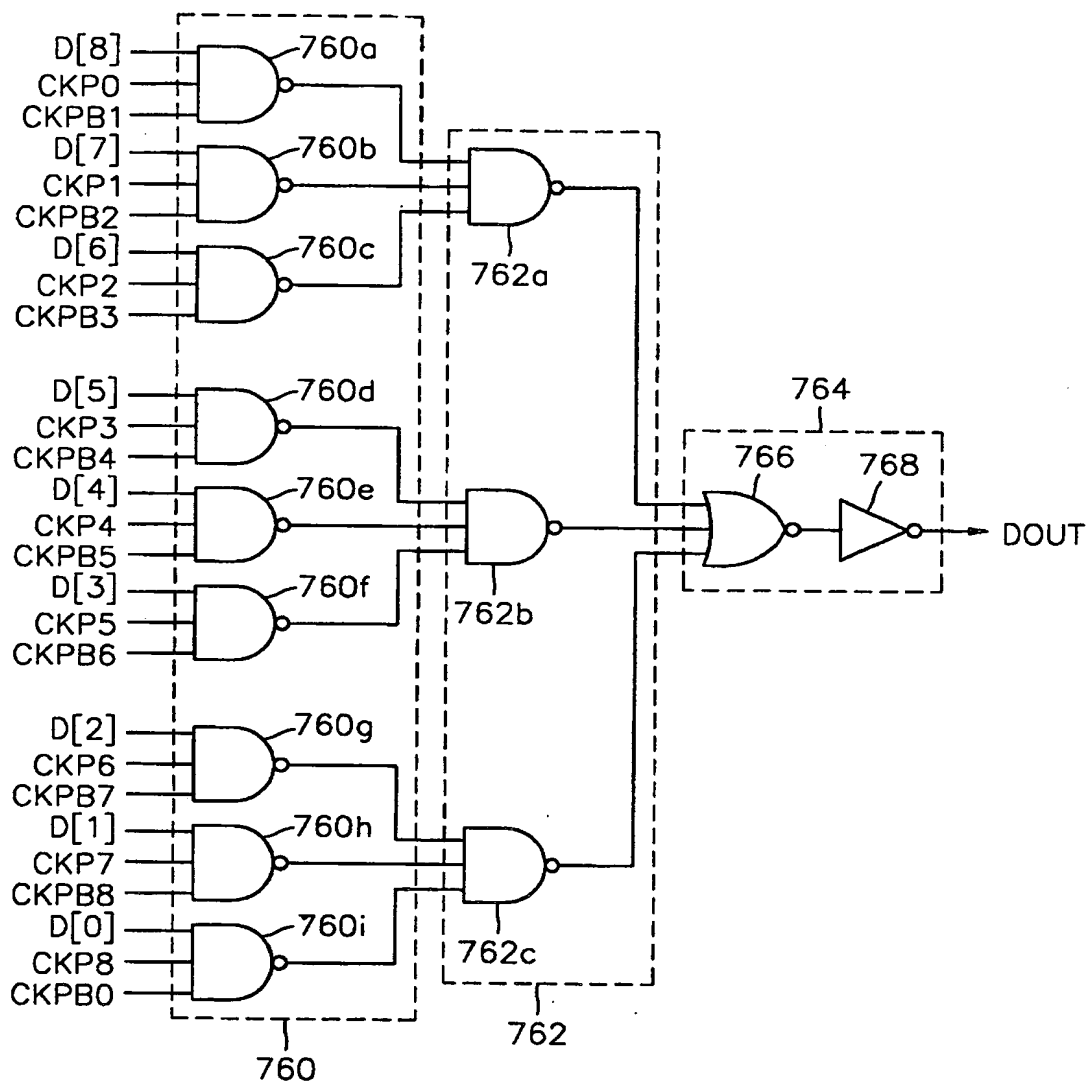 D[8]
CKP0
CKPB1
760a
D[7]
CKP1
CKPB2
760b
D[6]
CKP2
CKPB3
760c
762a
D[5]
CKP3
CKPB4
760d
D[4]
CKP4
CKPB5
760e
D[3]
CKP5
CKPB6
760f
762b
764
766
768
DOUT
D[2]
CKP6
CKPB7
760g
D[1]
CKP7
CKPB8
760h
D[0]
CKP8
CKPB0
760i
762c
762
760